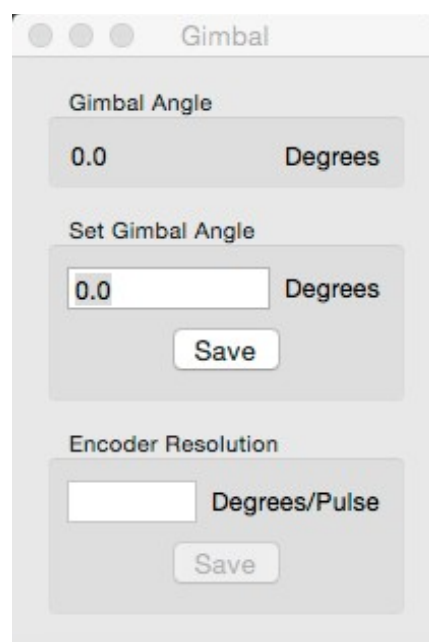 Gimbal
Gimbal Angle
0.0 Degrees
Set Gimbal Angle
0.0 Degrees
Save
Encoder Resolution
Degrees/Pulse
Save